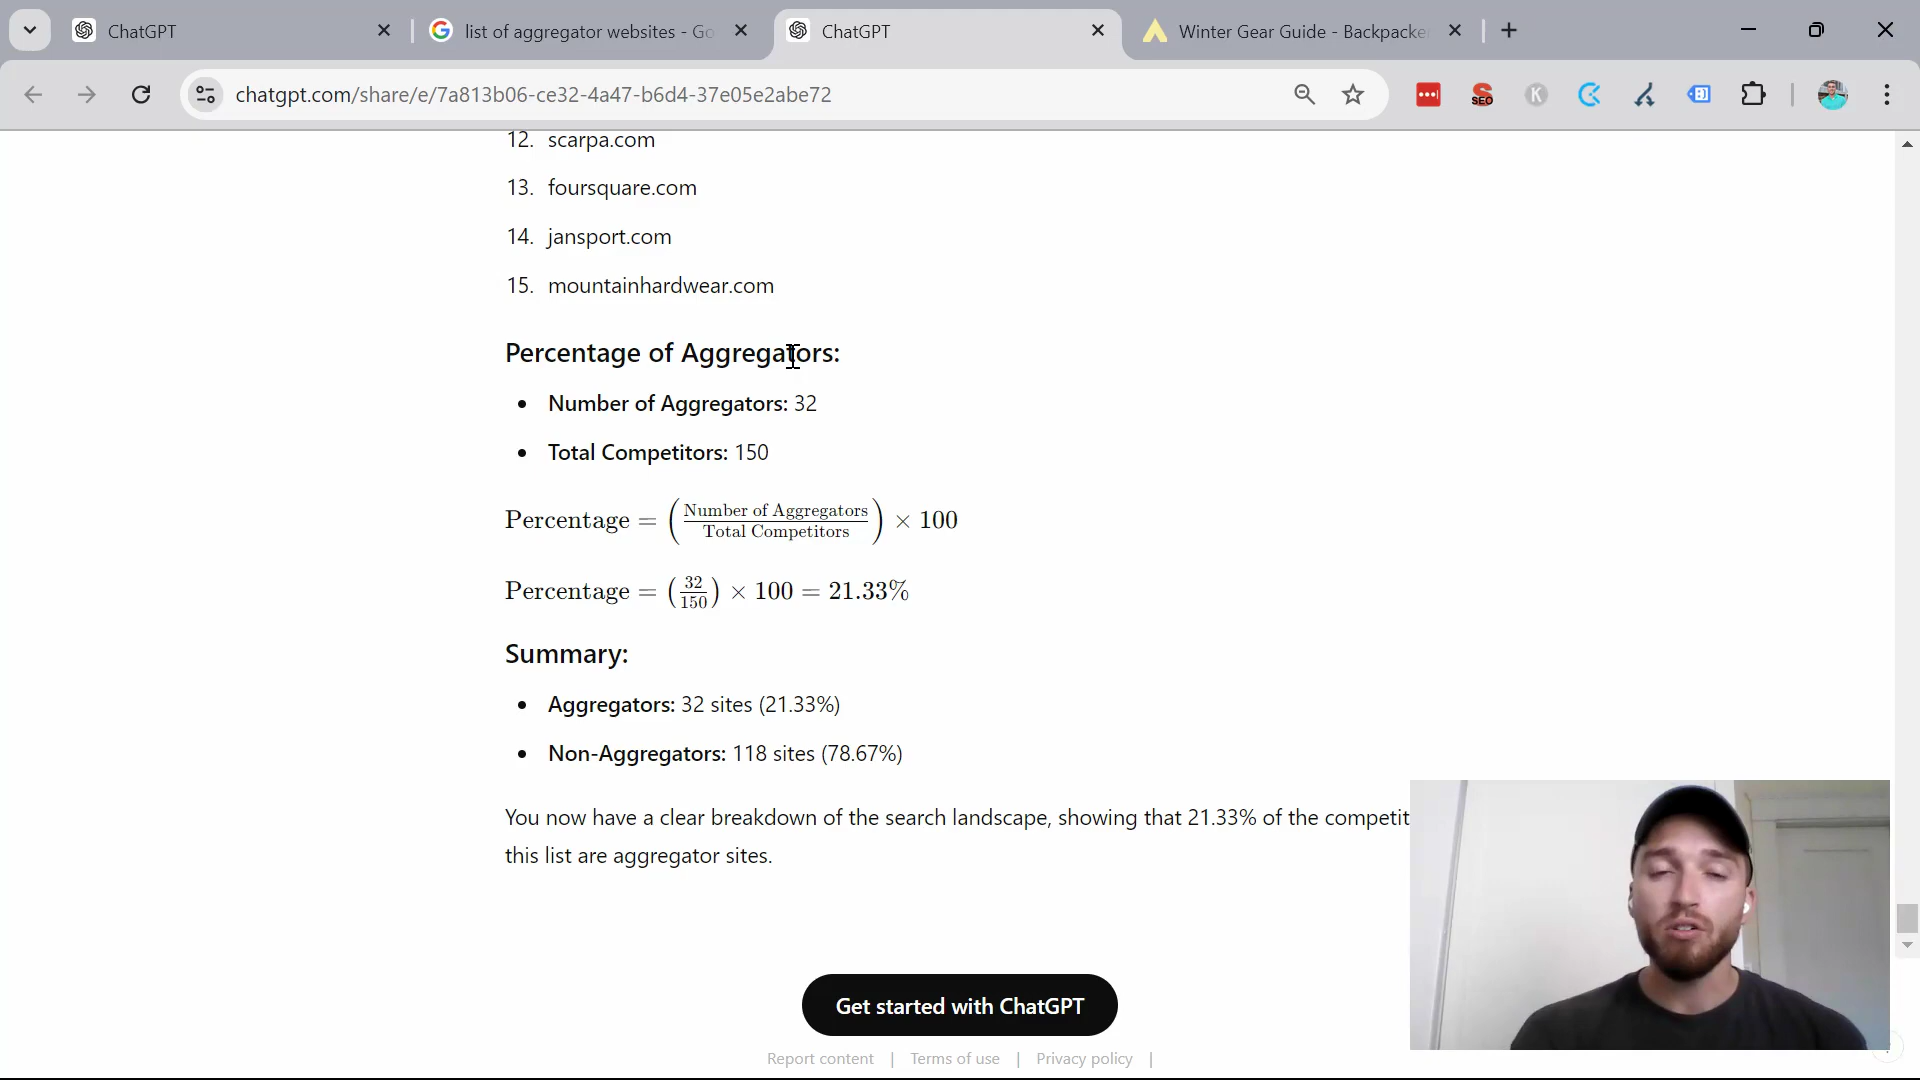 ChatGPT
list of aggregator websites - Go
ChatGPT
Winter Gear Guide - Backpacke
chatgpt.com/share/e/7a813b06-ce32-4a47-b6d4-37e05e2abe72
SEO
K
12. scarpa.com
13. foursquare.com
14. jansport.com
15. mountainhardwear.com
Percentage of Aggregators:
• Number of Aggregators: 32
• Total Competitors: 150
Percentage = (Number of Aggregators / Total Competitors) × 100
Percentage = (32 / 150) × 100 = 21.33%
Summary:
• Aggregators: 32 sites (21.33%)
• Non-Aggregators: 118 sites (78.67%)
You now have a clear breakdown of the search landscape, showing that 21.33% of the competit
this list are aggregator sites.
Get started with ChatGPT
Report content | Terms of use | Privacy policy |